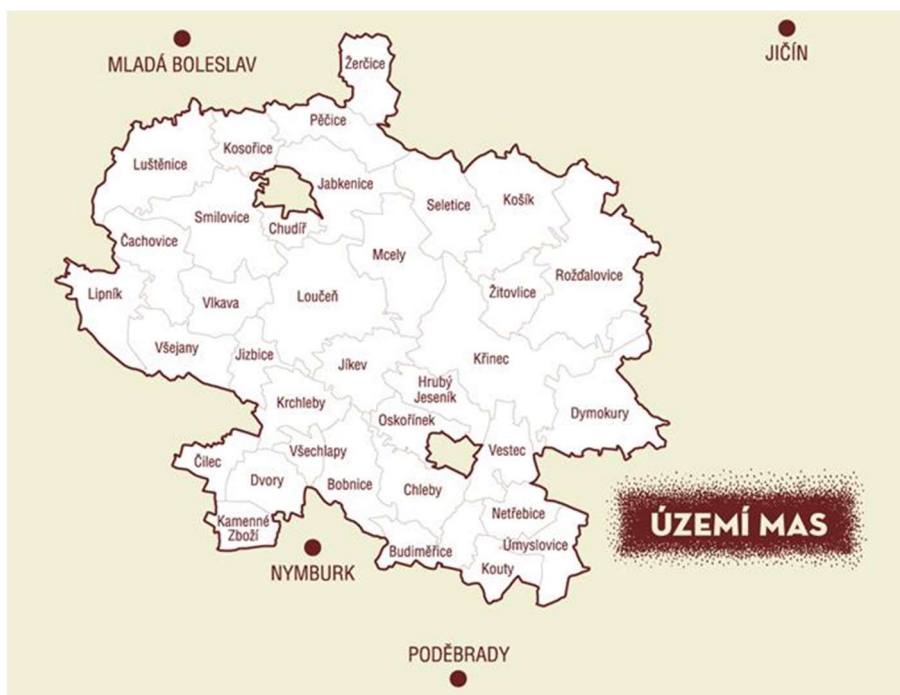 MLADÁ BOLESLAV
JIČÍN
Žerčice
Pěčice
Kosořice
Luštěnice
Jabkenice
Seletice
Košík
Smilovice
Chudíř
Čachovice
Mcely
Rožďalovice
Lipník
Vlkava
Loučeň
Žitovlice
Všejany
Jizbice
Jíkev
Křinec
Hrubý
Jeseník
Krchleby
Oskořínek
Dymokury
Všechlapy
Vestec
Čilec
Dvory
Bobnice
Chleby
Netřebice
Kamenné
Zboží
Budiměřice
Úmyslovice
Kouty
ÚZEMÍ MAS
NYMBURK
PODĚBRADY